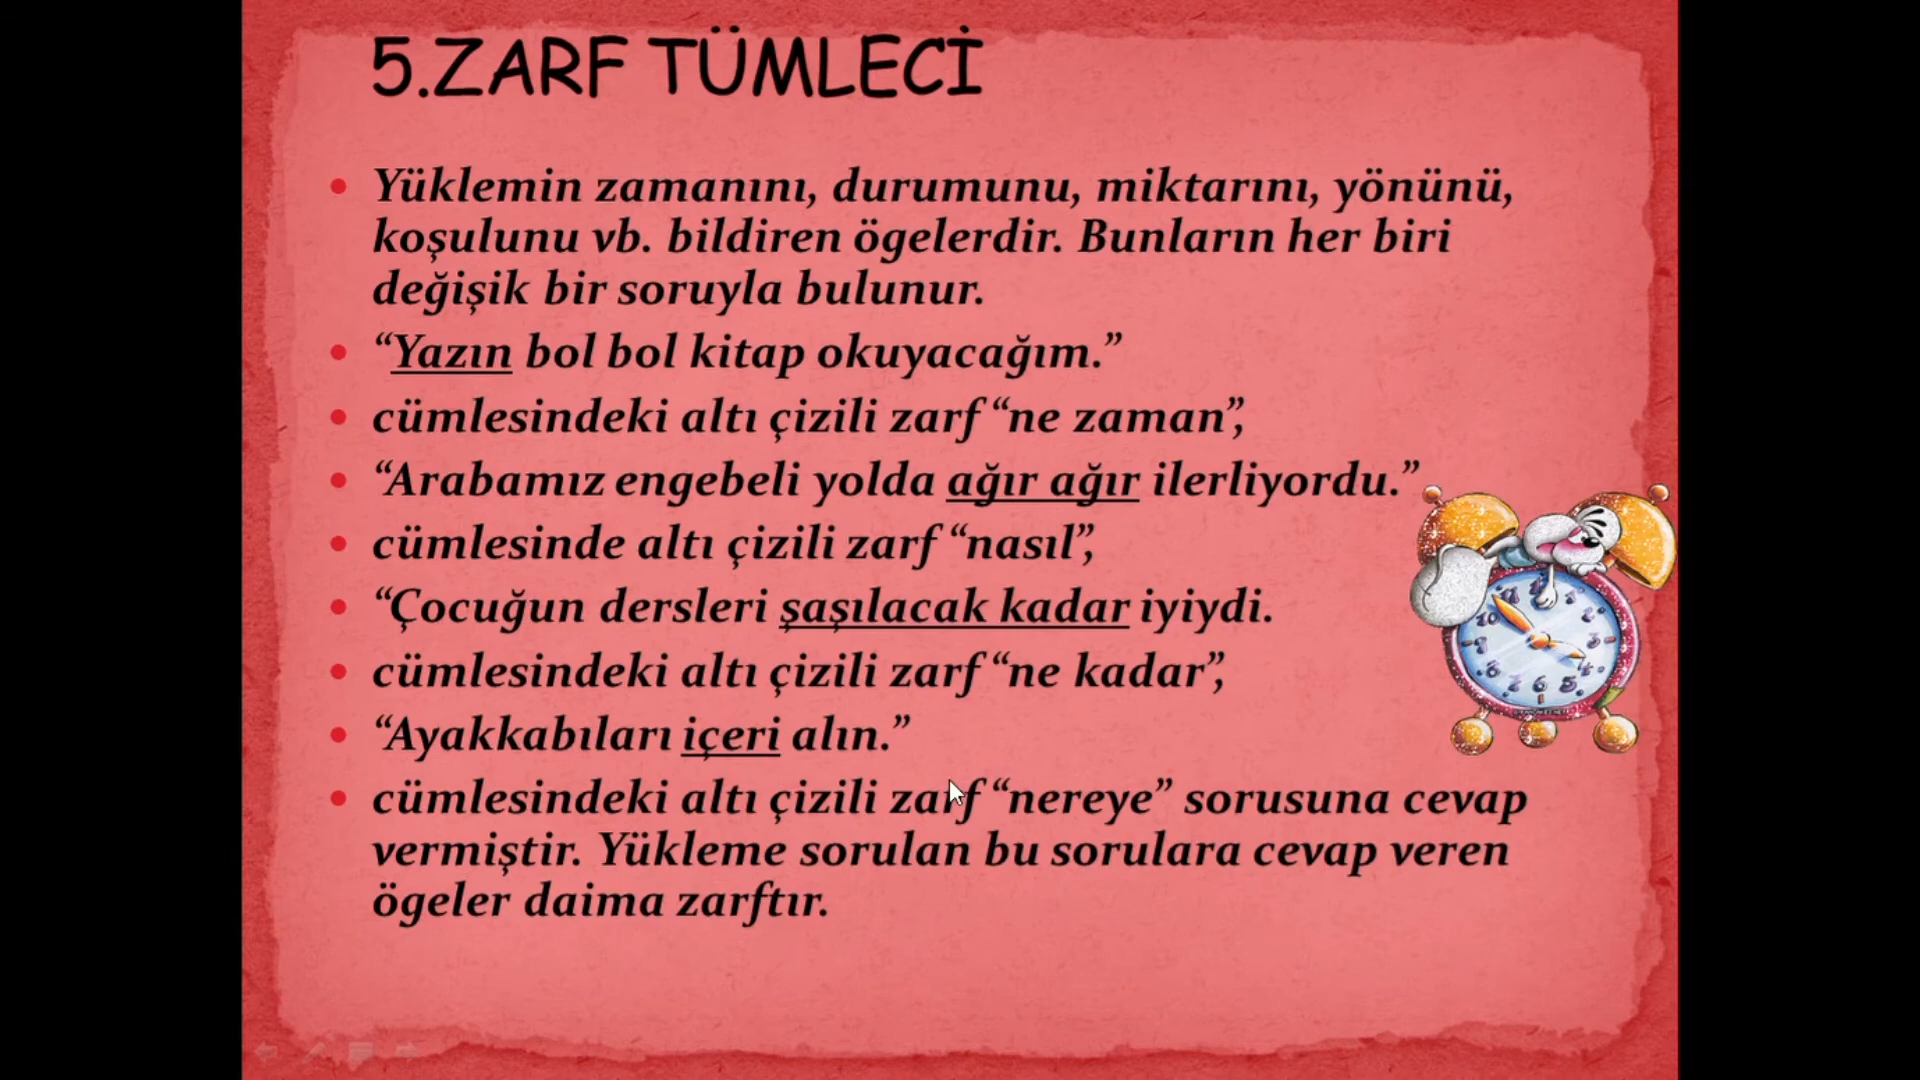 5.ZARF TÜMLECİ
• Yüklemin zamanını, durumunu, miktarını, yönünü,
koşulunu vb. bildiren ögelerdir. Bunların her biri
değişik bir soruyla bulunur.
• “Yazın bol bol kitap okuyacağım.”
• cümlesindeki altı çizili zarf “ne zaman”,
• “Arabamız engebeli yolda ağır ağır ilerliyordu.”
• cümlesinde altı çizili zarf “nasıl”,
• “Çocuğun dersleri şaşılacak kadar iyiydi.
• cümlesindeki altı çizili zarf “ne kadar”,
• “Ayakkabıları içeri alın.”
• cümlesindeki altı çizili zarf “nereye” sorusuna cevap
vermiştir. Yükleme sorulan bu sorulara cevap veren
ögeler daima zarftır.